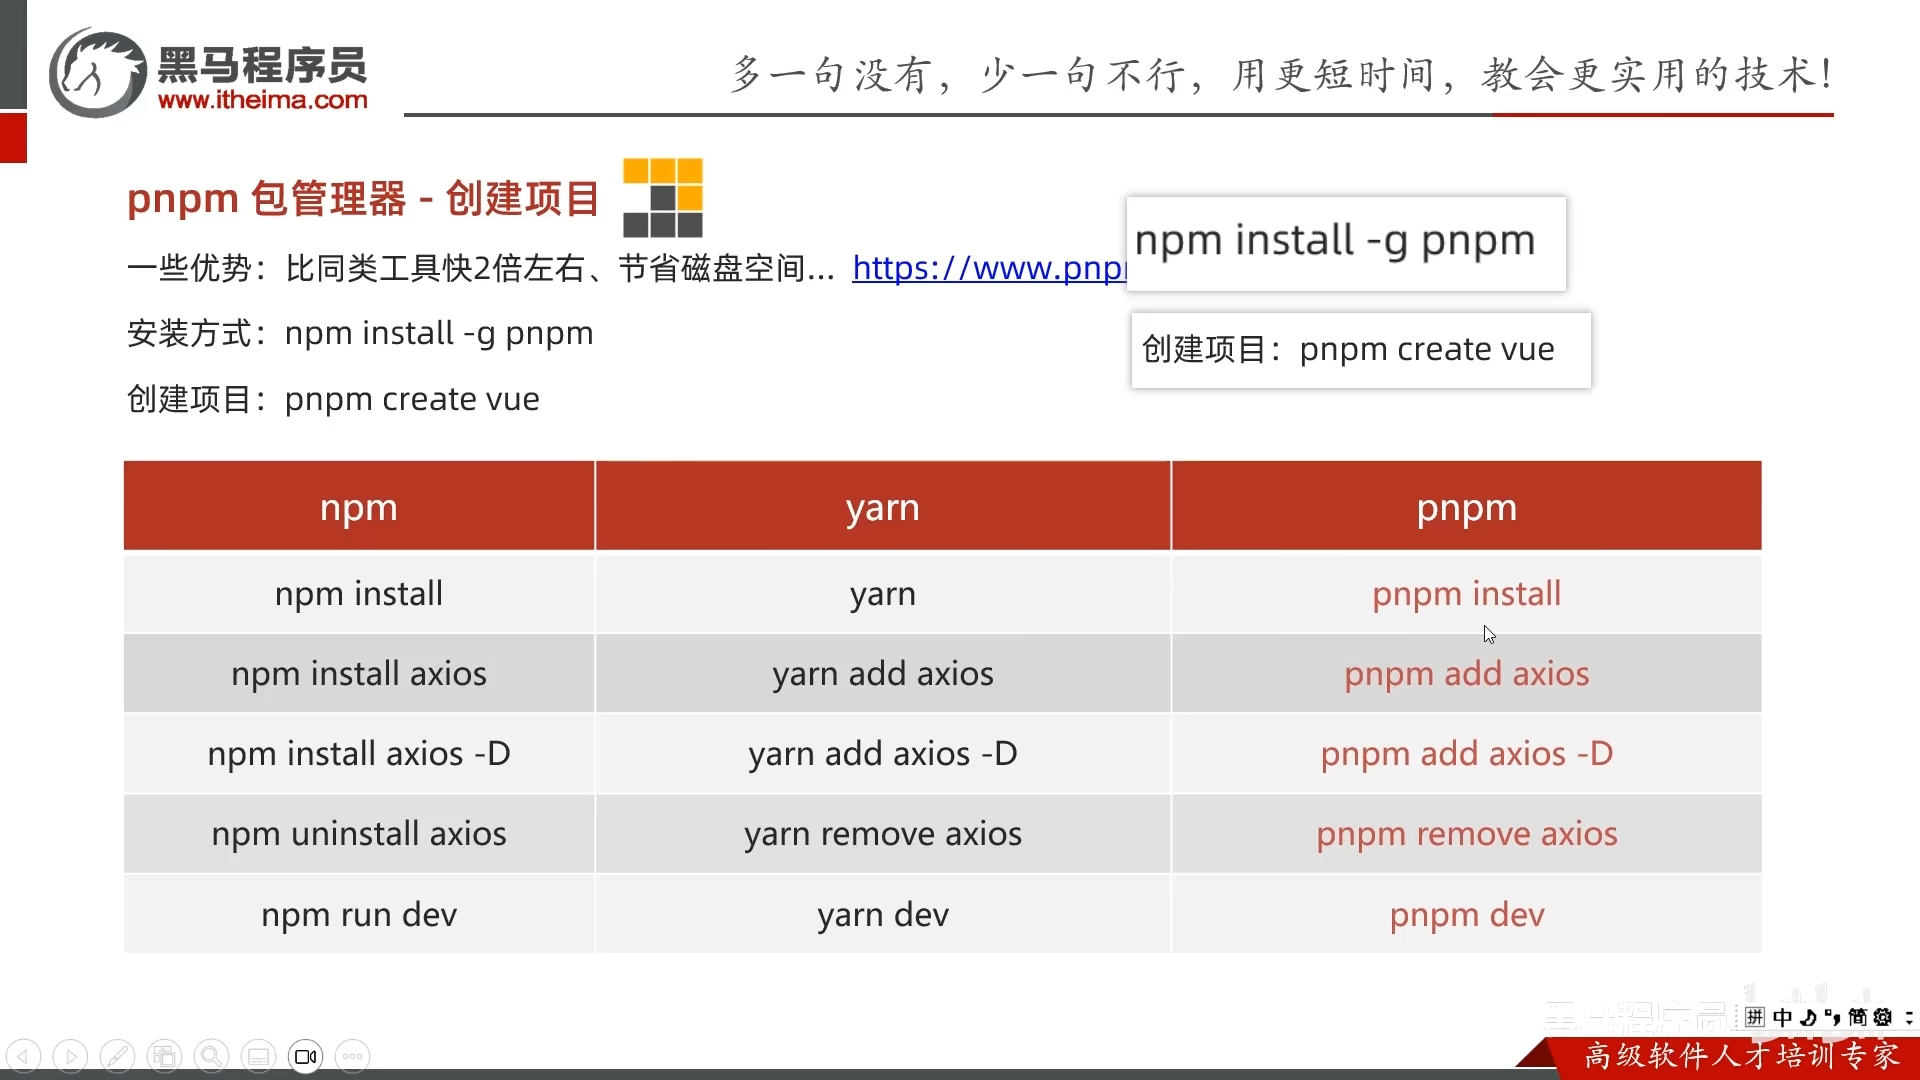 黑马程序员
www.itheima.com
多一句没有，少一句不行，用更短时间，教会更实用的技术！
pnpm 包管理器 - 创建项目
一些优势：比同类工具快2倍左右、节省磁盘空间... https://www.pnp
npm install -g pnpm
安装方式：npm install -g pnpm
创建项目：pnpm create vue
创建项目：pnpm create vue
npm yarn pnpm
npm install yarn pnpm install
npm install axios yarn add axios pnpm add axios
npm install axios -D yarn add axios -D pnpm add axios -D
npm uninstall axios yarn remove axios pnpm remove axios
npm run dev yarn dev pnpm dev
黑马程序员
拼 中 简
高级软件人才培训专家